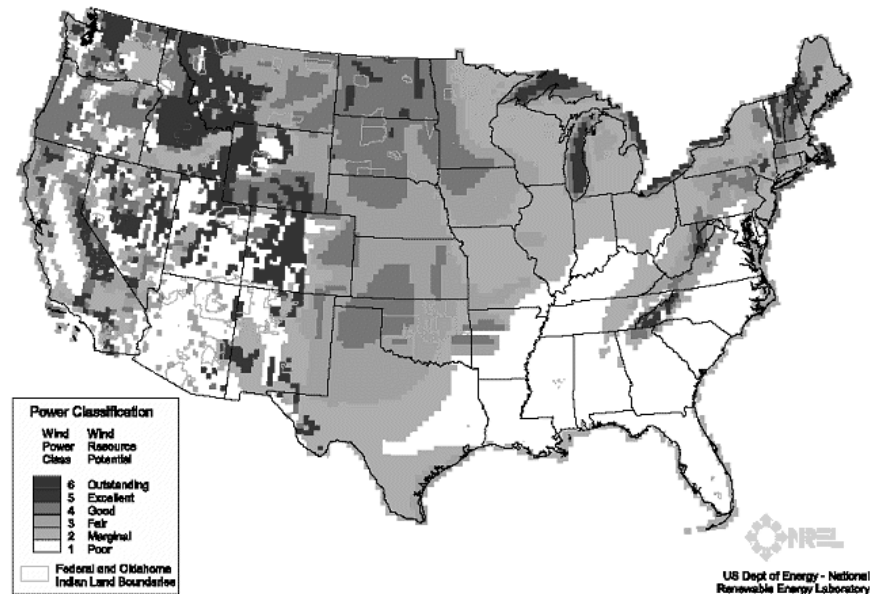 Power Classification
Wind Wind
Power Resource
Class Potential
6 Outstanding
5 Excellent
4 Good
3 Fair
2 Marginal
1 Poor
Federal and Oklahoma
Indian Land Boundaries
NREL
US Dept of Energy - National
Renewable Energy Laboratory